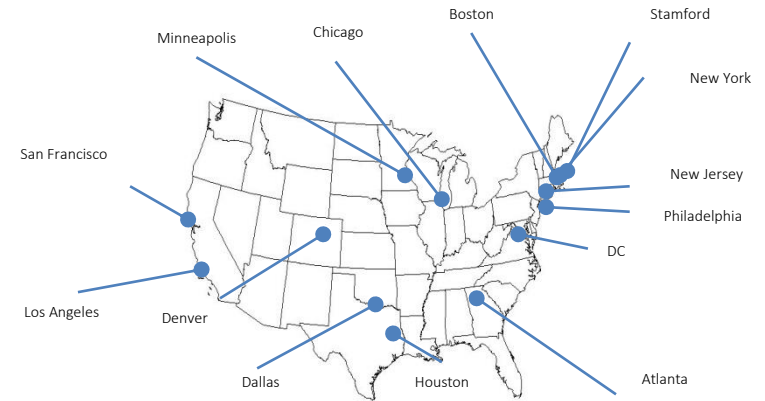 Boston
Stamford
Chicago
Minneapolis
New York
San Francisco
New Jersey
Philadelphia
DC
Los Angeles
Denver
Dallas
Houston
Atlanta